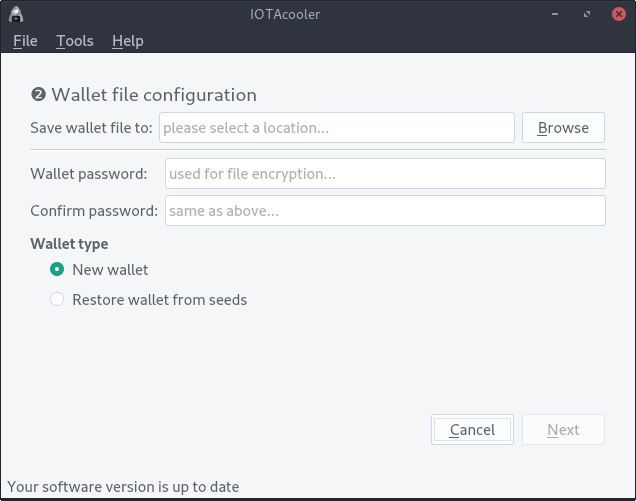 IOTAcooler
File Tools Help
❷ Wallet file configuration
Save wallet file to: please select a location... Browse
Wallet password: used for file encryption...
Confirm password: same as above...
Wallet type
New wallet
Restore wallet from seeds
Cancel Next
Your software version is up to date